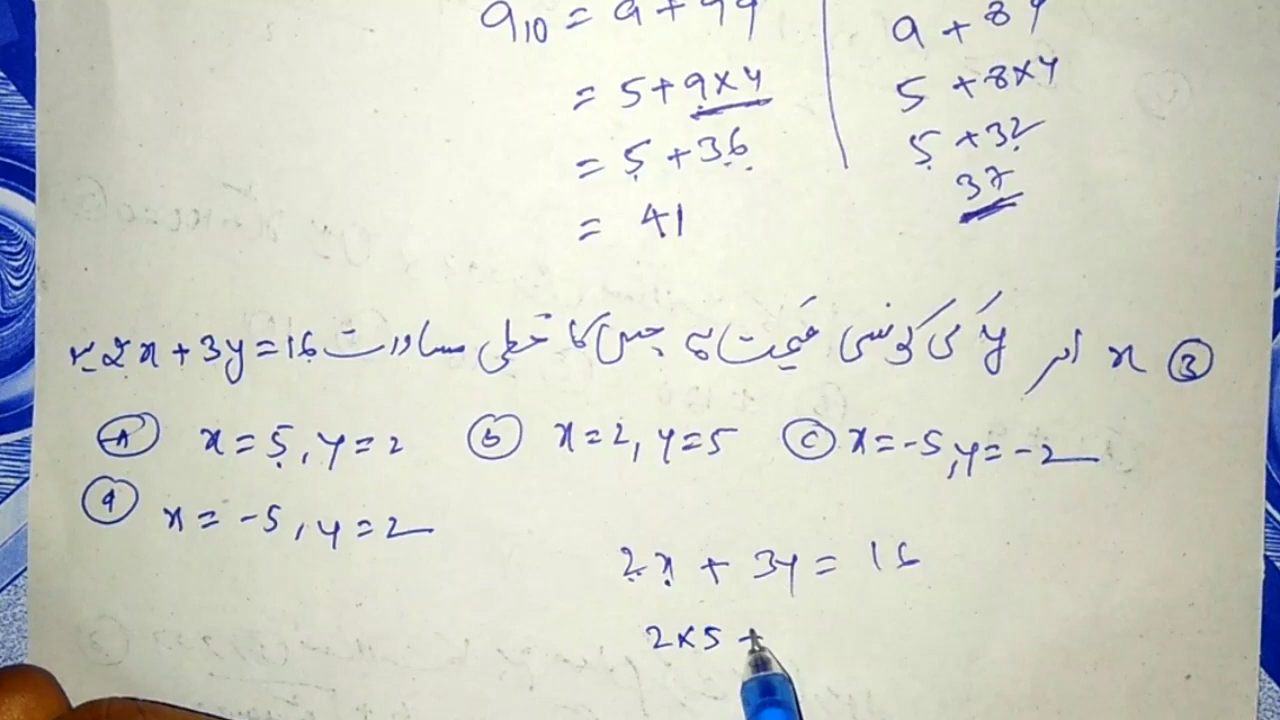 a10 = a + 9d
= 5+9×4
= 5+36
= 41
a + 8d
5 + 8×4
5 + 32
37
③ x اور y کی کونسی قیمت ہے جس کا خطی مساوات 2x + 3y = 16 ہے
Ⓐ x = 5, y = 2 ⓑ x = 2, y = 5 ⓒ x = -5, y = -2
ⓓ x = -5, y = 2
2x + 3y = 16
2×5 +